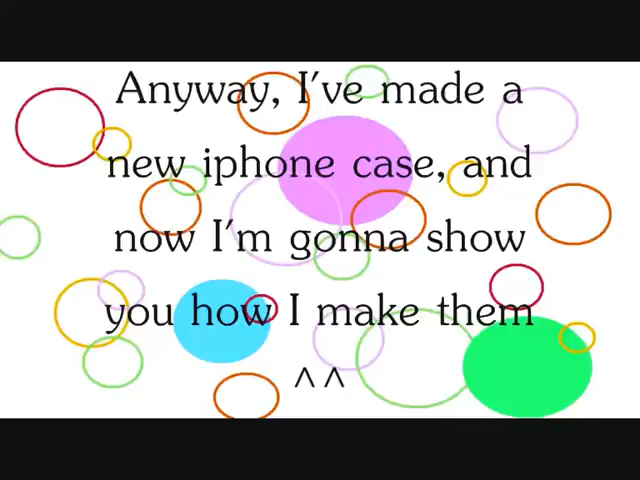 Anyway, I've made a
new iphone case, and
now I'm gonna show
you how I make them
^^